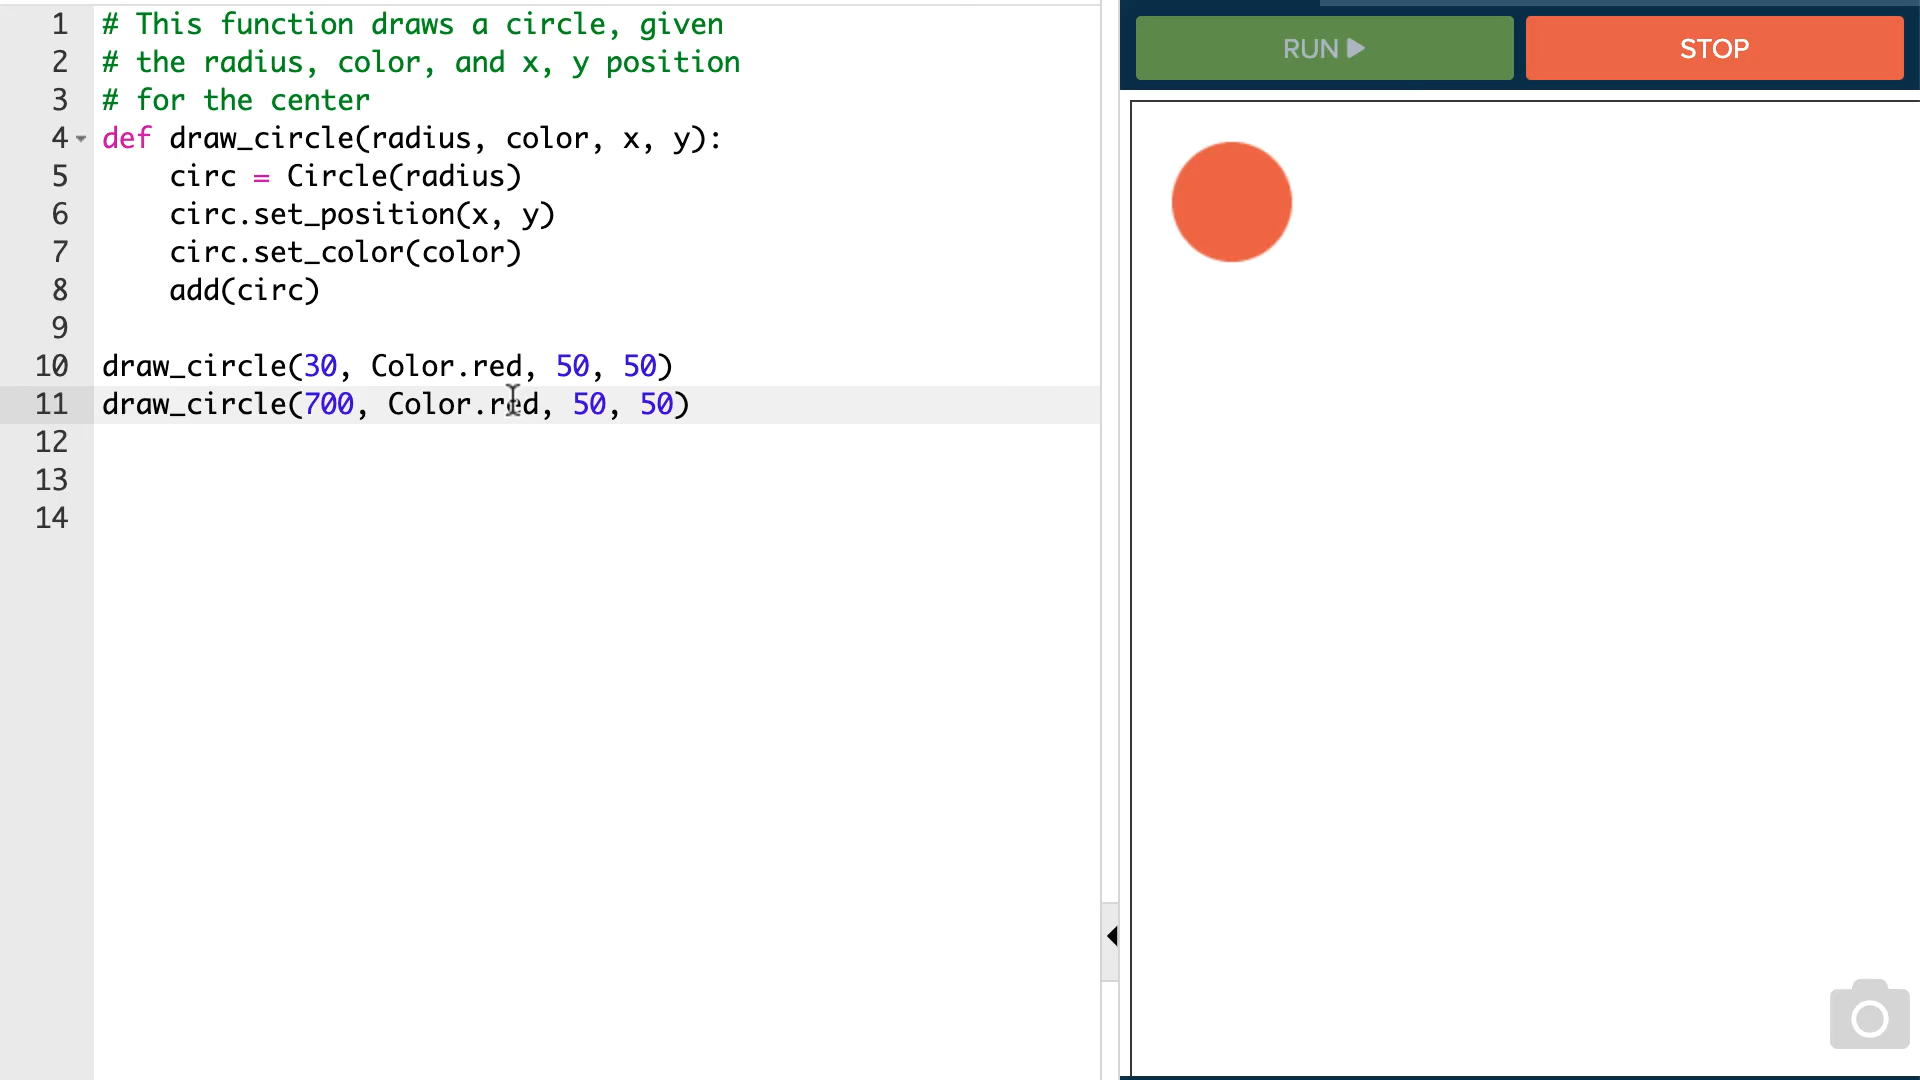 1 # This function draws a circle, given
2 # the radius, color, and x, y position
3 # for the center
4 def draw_circle(radius, color, x, y):
5     circ = Circle(radius)
6     circ.set_position(x, y)
7     circ.set_color(color)
8     add(circ)
9
10 draw_circle(30, Color.red, 50, 50)
11 draw_circle(700, Color.red, 50, 50)
12
13
14
RUN
STOP